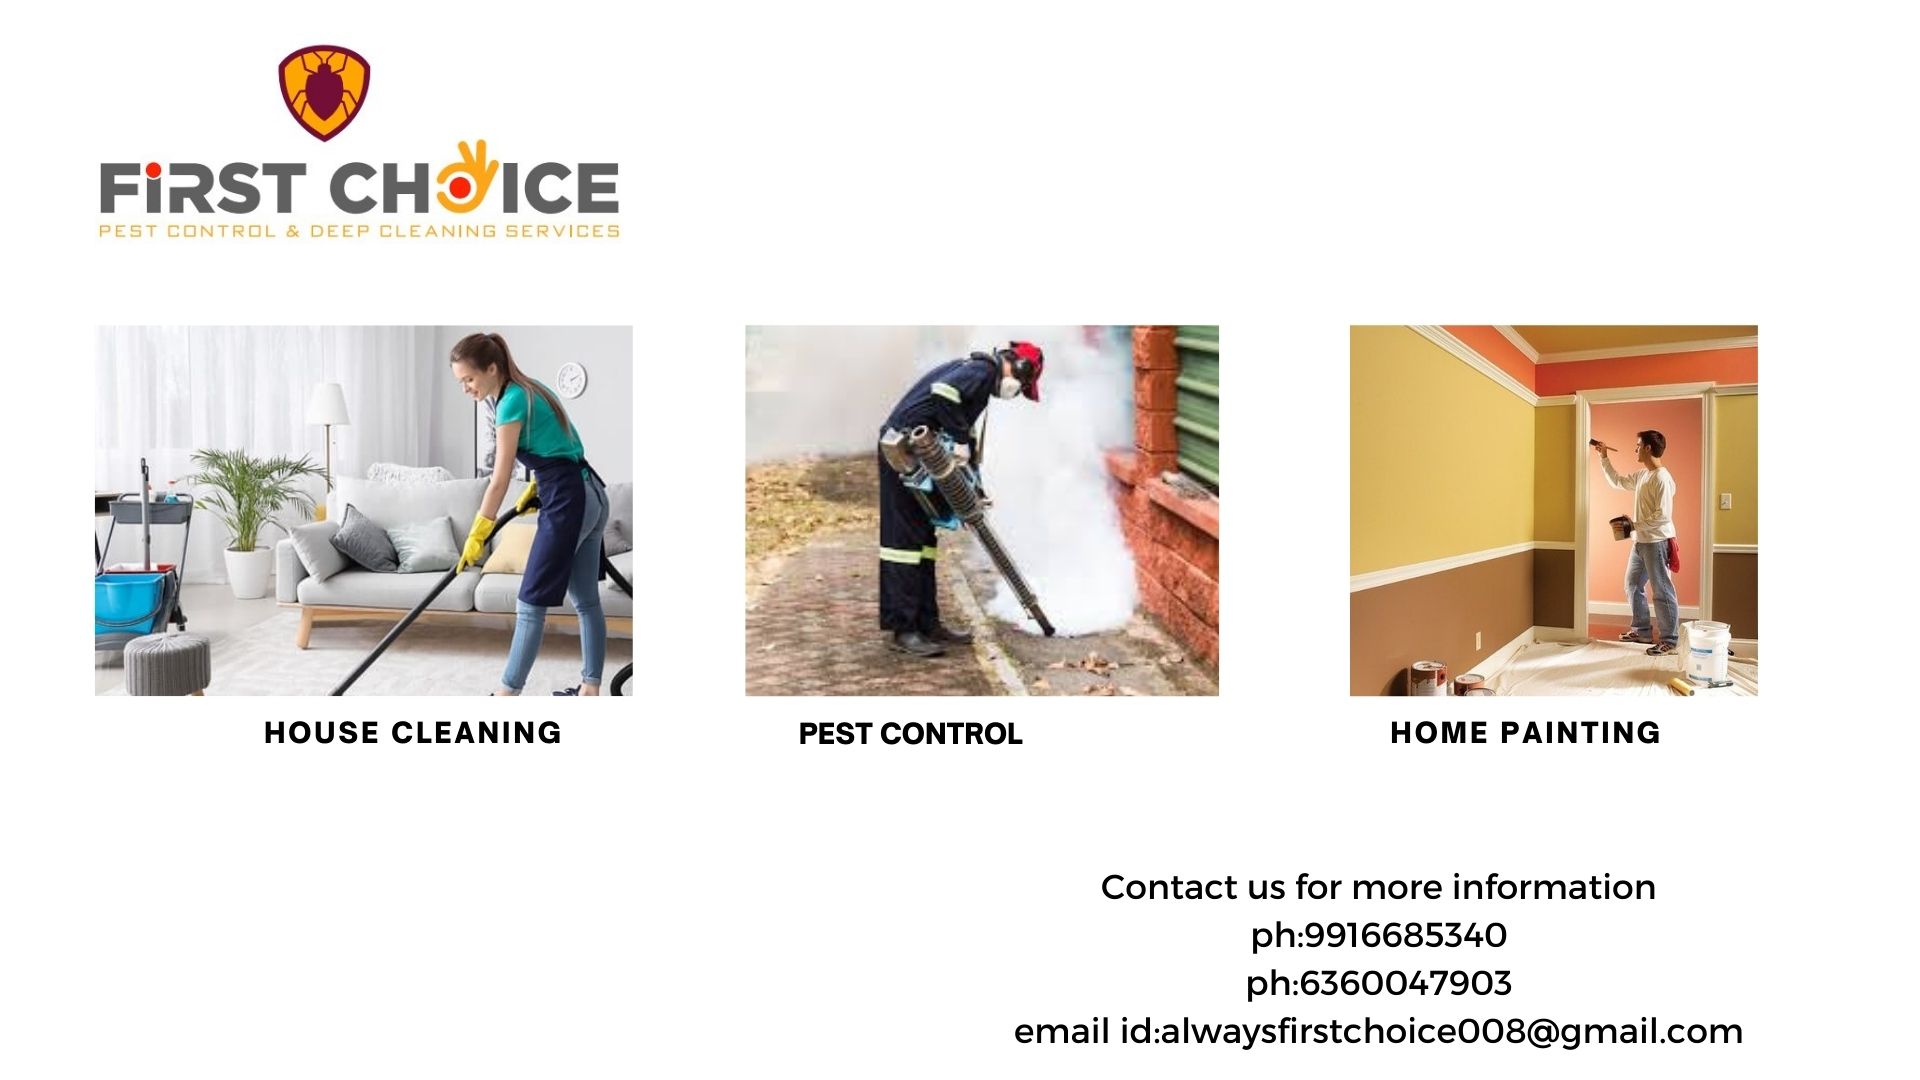 FiRST CHOICE
PEST CONTROL & DEEP CLEANING SERVICES
HOUSE CLEANING
PEST CONTROL
HOME PAINTING
Contact us for more information
ph:9916685340
ph:6360047903
email id:alwaysfirstchoice008@gmail.com